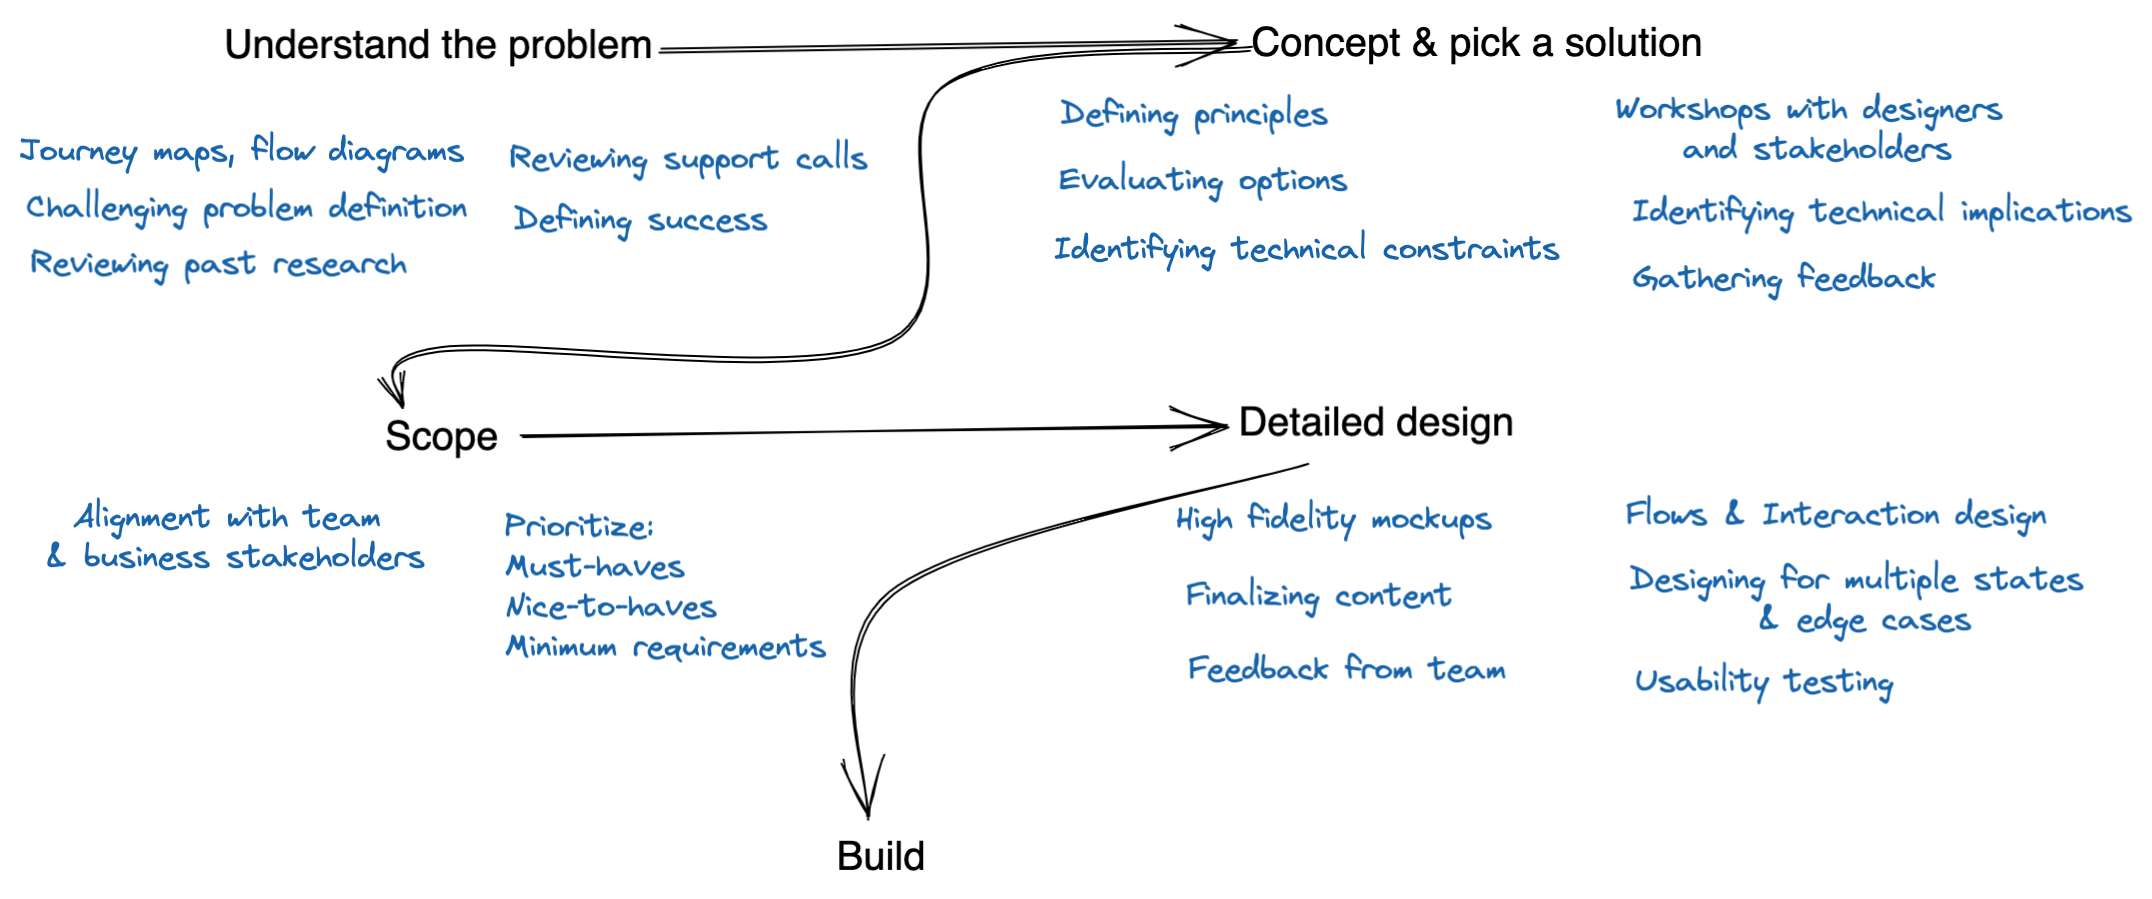 Understand the problem
Journey maps, flow diagrams
Challenging problem definition
Reviewing past research
Reviewing support calls
Defining success
Concept & pick a solution
Defining principles
Evaluating options
Identifying technical constraints
Workshops with designers
and stakeholders
Identifying technical implications
Gathering feedback
Scope
Alignment with team
& business stakeholders
Prioritize:
Must-haves
Nice-to-haves
Minimum requirements
Detailed design
High fidelity mockups
Finalizing content
Feedback from team
Flows & Interaction design
Designing for multiple states
& edge cases
Usability testing
Build